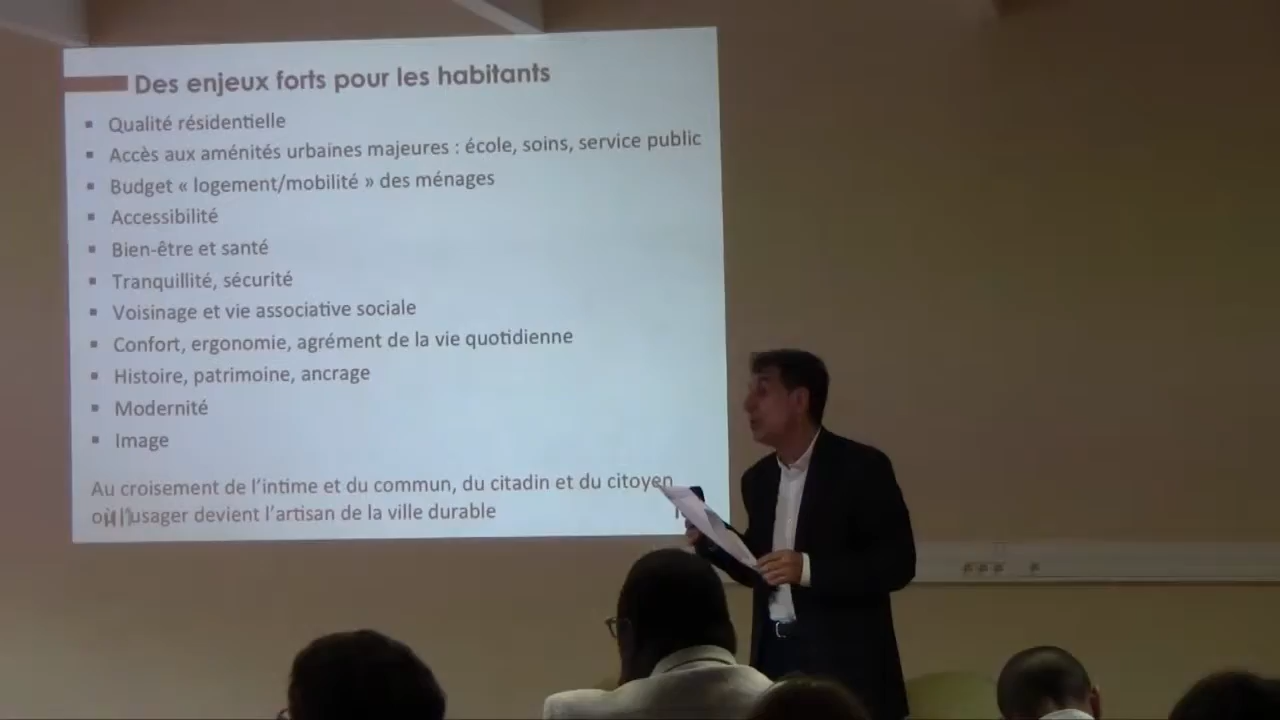 Des enjeux forts pour les habitants
▪ Qualité résidentielle
▪ Accès aux aménités urbaines majeures : école, soins, service public
▪ Budget « logement/mobilité » des ménages
▪ Accessibilité
▪ Bien-être et santé
▪ Tranquillité, sécurité
▪ Voisinage et vie associative sociale
▪ Confort, ergonomie, agrément de la vie quotidienne
▪ Histoire, patrimoine, ancrage
▪ Modernité
▪ Image
Au croisement de l’intime et du commun, du citadin et du citoyen
où l’usager devient l’artisan de la ville durable